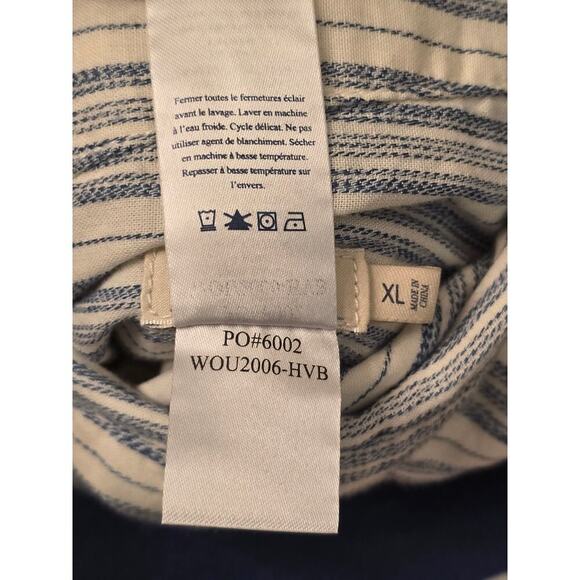 Fermer toutes le fermetures éclair
avant le lavage. Laver en machine
à l'eau froide. Cycle délicat. Ne pas
utiliser agent de blanchiment. Sécher
en machine à basse température.
Repasser à basse température sur
l'envers.
XL
MADE IN
CHINA
PO#6002
WOU2006-HVB